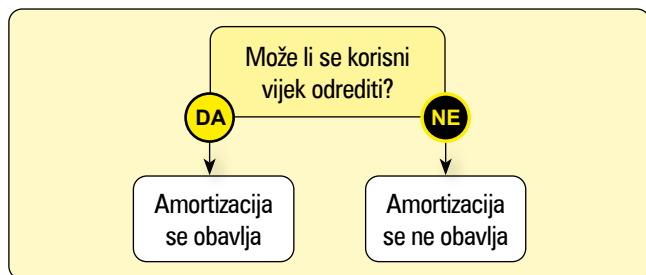 Može li se korisni
vijek odrediti?
DA
NE
Amortizacija
se obavlja
Amortizacija
se ne obavlja